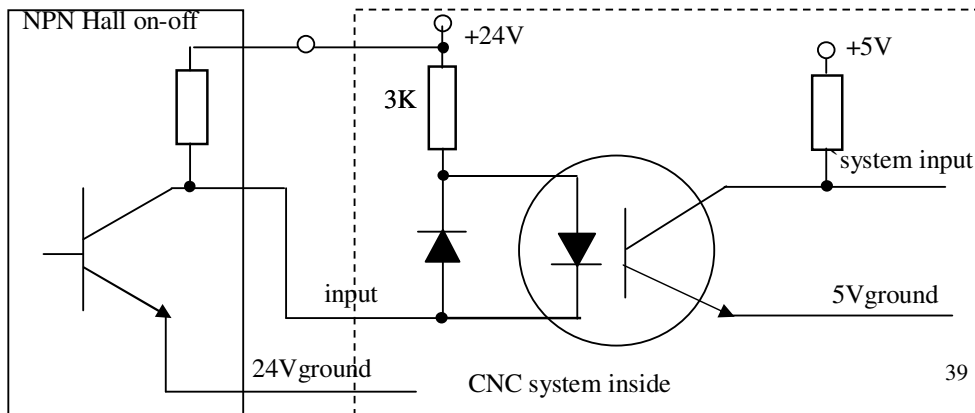 NPN Hall on-off
+24V
+5V
3K
`system input
input
5Vground
24Vground
CNC system inside
39